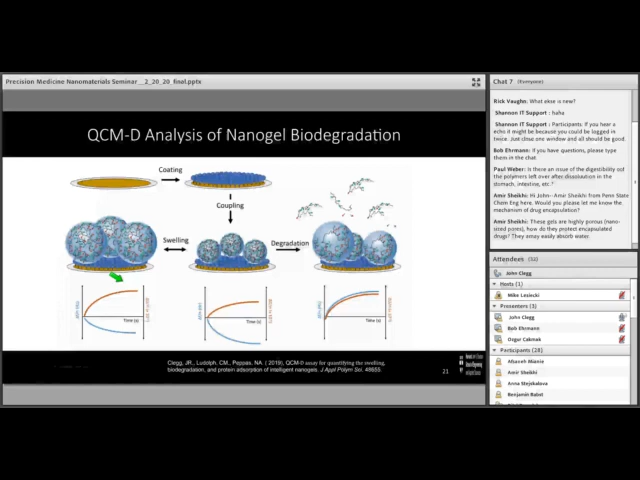 Precision Medicine Nanomaterials Seminar __2_20_20_final.pptx
QCM-D Analysis of Nanogel Biodegradation
Coating
Coupling
Swelling
Degradation
Time (s)
Time (s)
Time (s)
Clegg, JR., Ludolph, CM., Peppas, NA. ( 2019), QCM-D assay for quantifying the swelling,
biodegradation, and protein adsorption of intelligent nanogels. J Appl Polym Sci. 48655.
21
Chat 7
(Everyone)
Rick Vaughn: What else is new?
Shannon IT Support : haha
Shannon IT Support : Participants. If you hear a
echo it might be because you could be logged in
twice. Just close one window and all should be good.
Bob Ehrmann: If you have questions, please type
them in the chat
Paul Weber: Is there an issue of the digestibility out
the polymers left over after dissolution in the
stomach, intestine, etc.?
Amir Sheikhi: Hi John- Amir Sheikhi from Penn State
Chem Eng here. Would you please let me know the
mechanism of drug encapsulation?
Amir Sheikhi: These gels are highly porous (nano-
sized pores), how do they protect encapsulated
drugs? They may easily absorb water.
Attendees
John Clegg
Hosts (1)
Mike Lesiecki
Presenters (3)
John Clegg
Bob Ehrmann
Ozgur Cakmak
Participants (28)
Amir Sheikhi
Anna Stejskalova
Benjamin Rabst